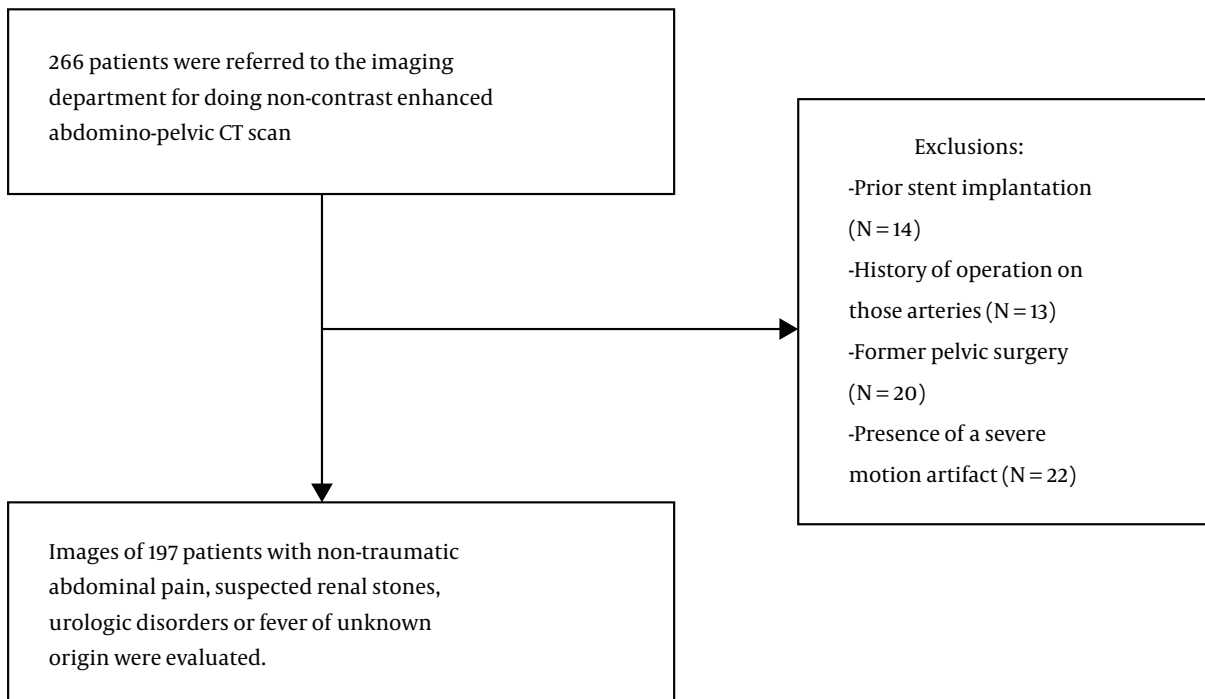 266 patients were referred to the imaging
department for doing non-contrast enhanced
abdomino-pelvic CT scan
Exclusions:
-Prior stent implantation
(N = 14)
-History of operation on
those arteries (N = 13)
-Former pelvic surgery
(N = 20)
-Presence of a severe
motion artifact (N = 22)
Images of 197 patients with non-traumatic
abdominal pain, suspected renal stones,
urologic disorders or fever of unknown
origin were evaluated.